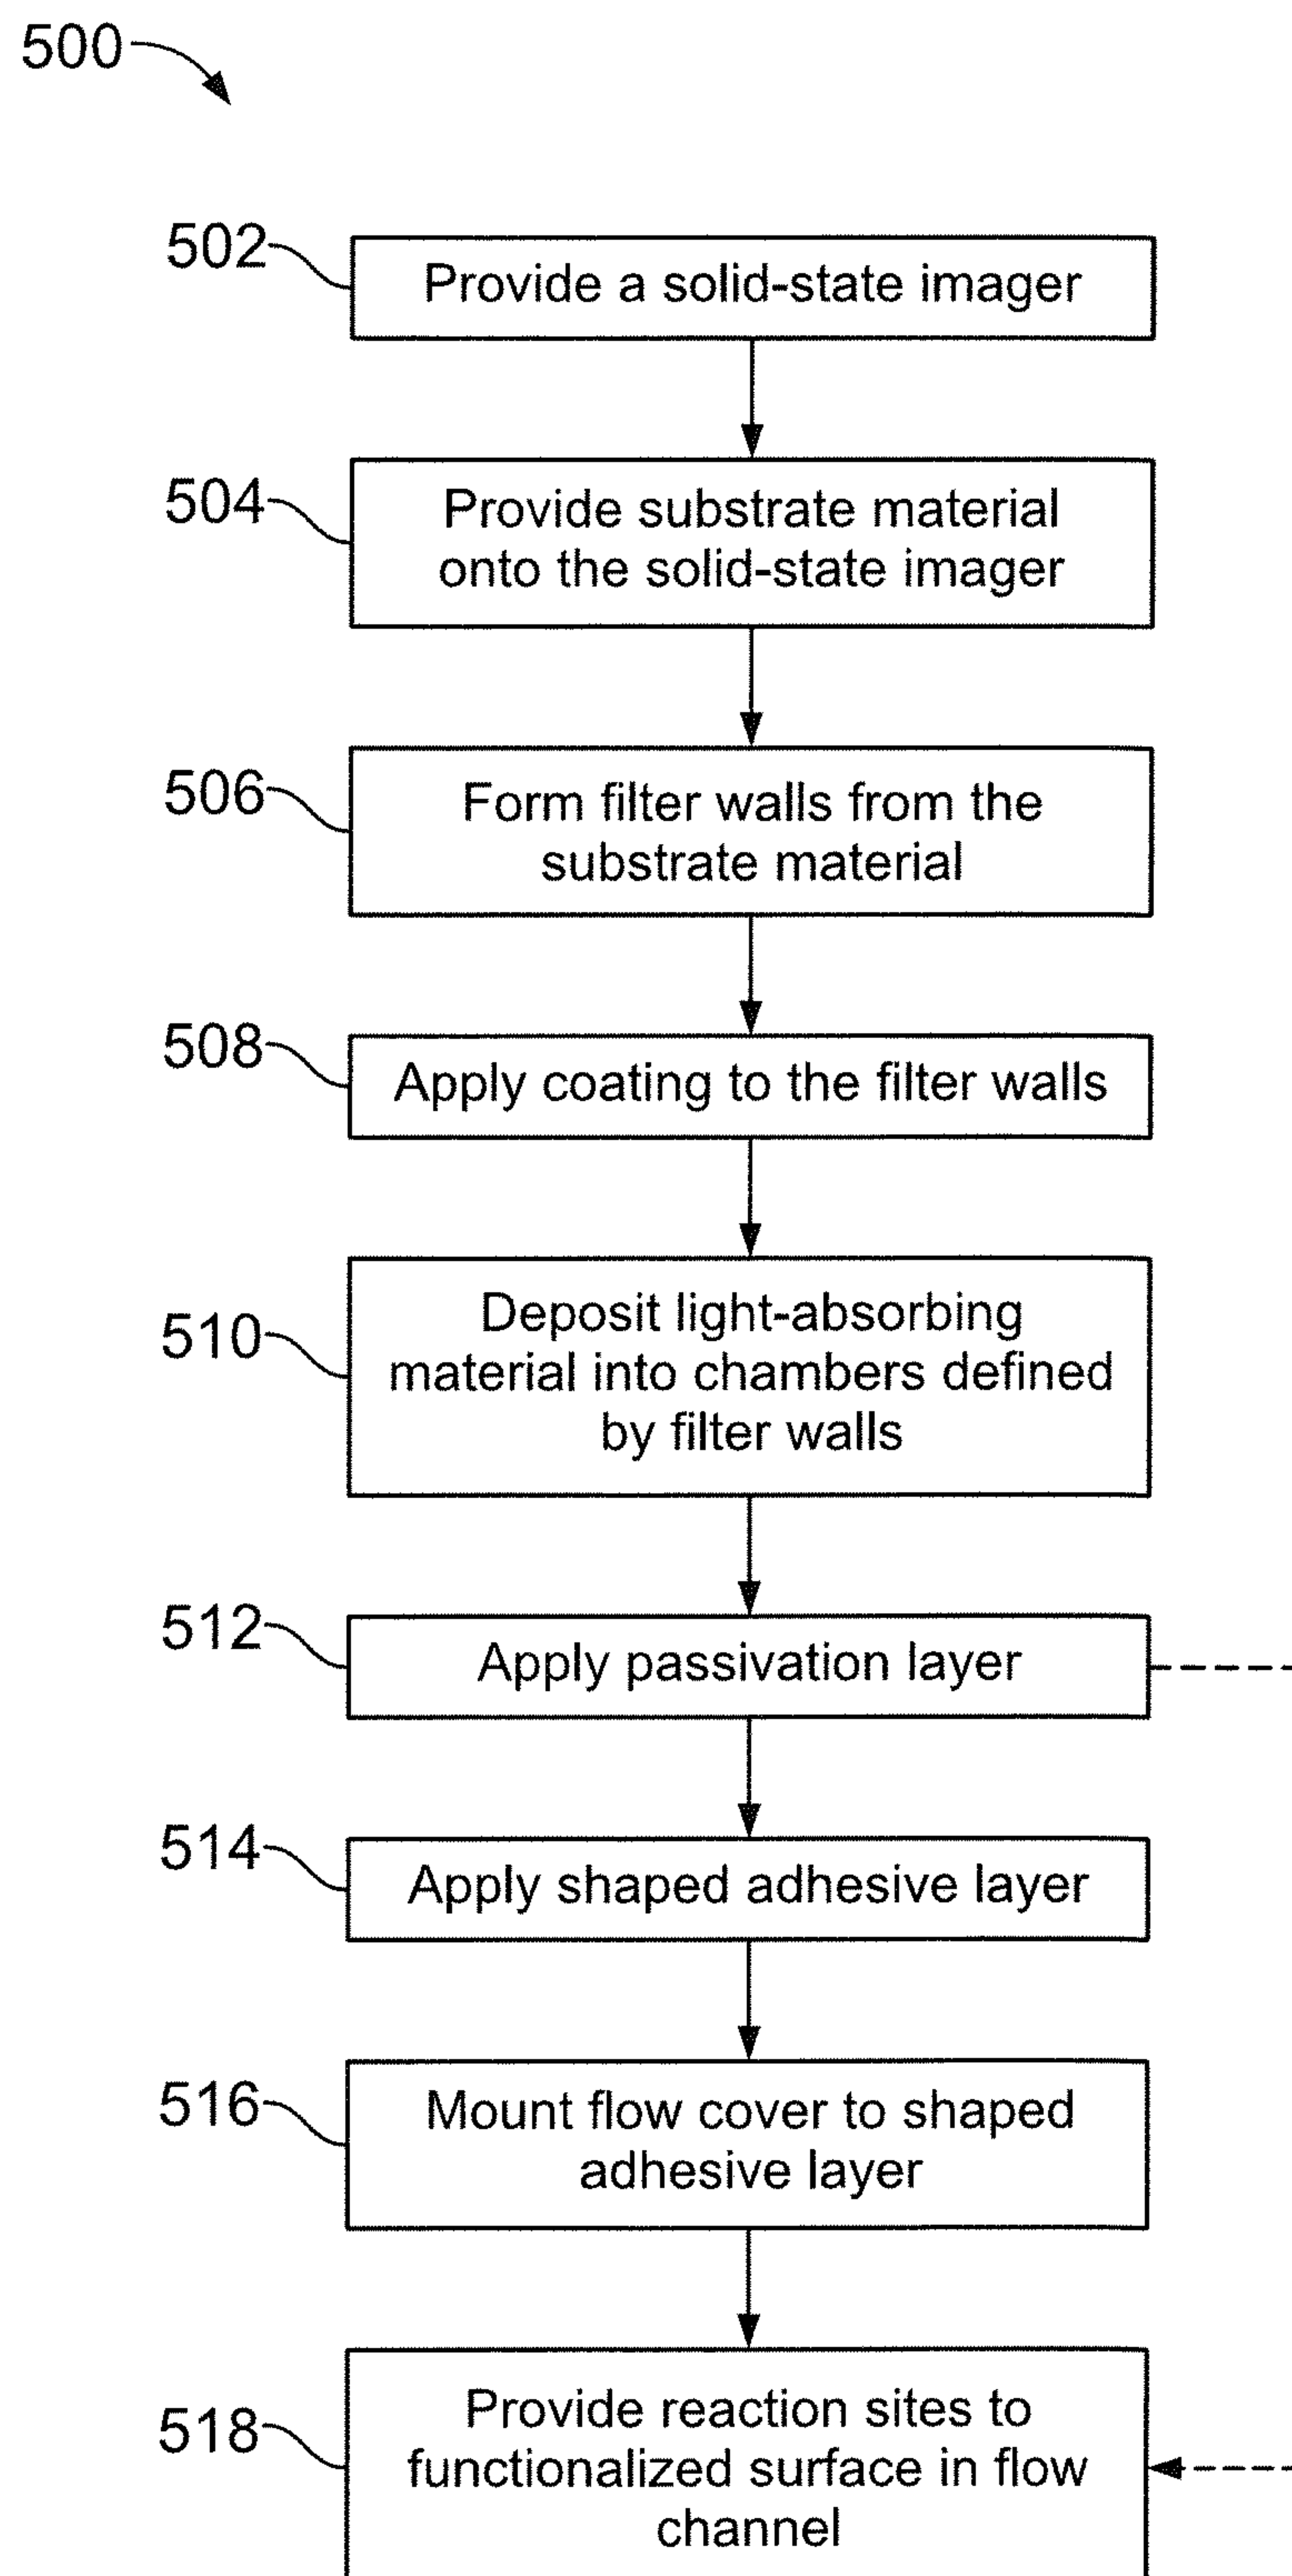 500
502
Provide a solid-state imager
504
Provide substrate material
onto the solid-state imager
506
Form filter walls from the
substrate material
508
Apply coating to the filter walls
510
Deposit light-absorbing
material into chambers defined
by filter walls
512
Apply passivation layer
514
Apply shaped adhesive layer
516
Mount flow cover to shaped
adhesive layer
518
Provide reaction sites to
functionalized surface in flow
channel